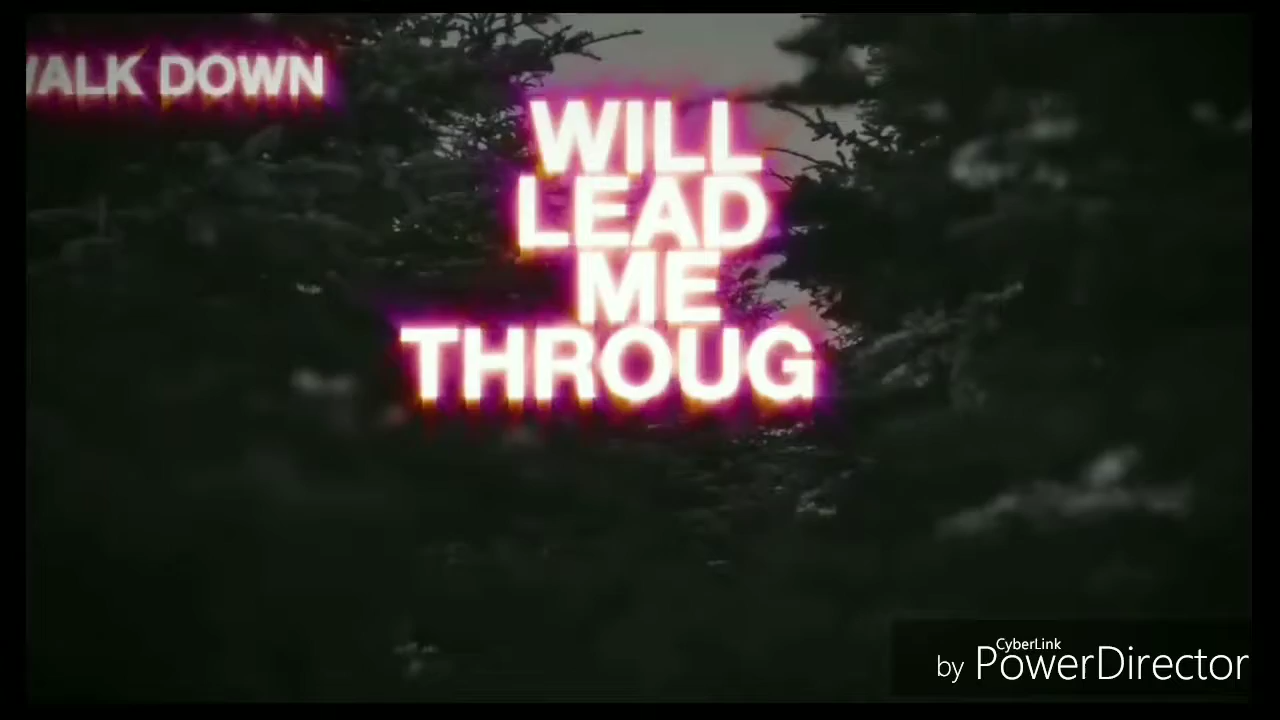 WALK DOWN
WILL
LEAD
ME
THROUG
CyberLink
by PowerDirector